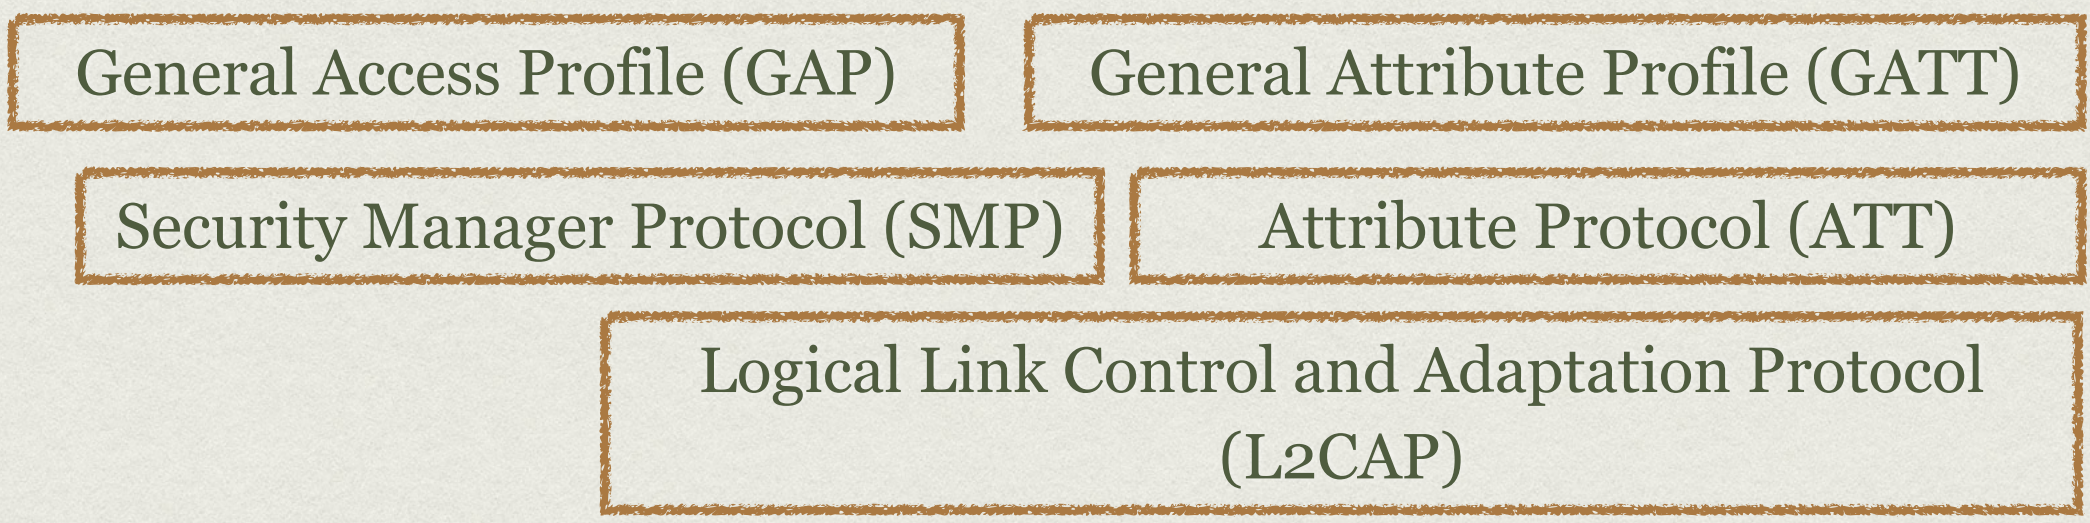 General Access Profile (GAP)
General Attribute Profile (GATT)
Security Manager Protocol (SMP)
Attribute Protocol (ATT)
Logical Link Control and Adaptation Protocol
(L2CAP)